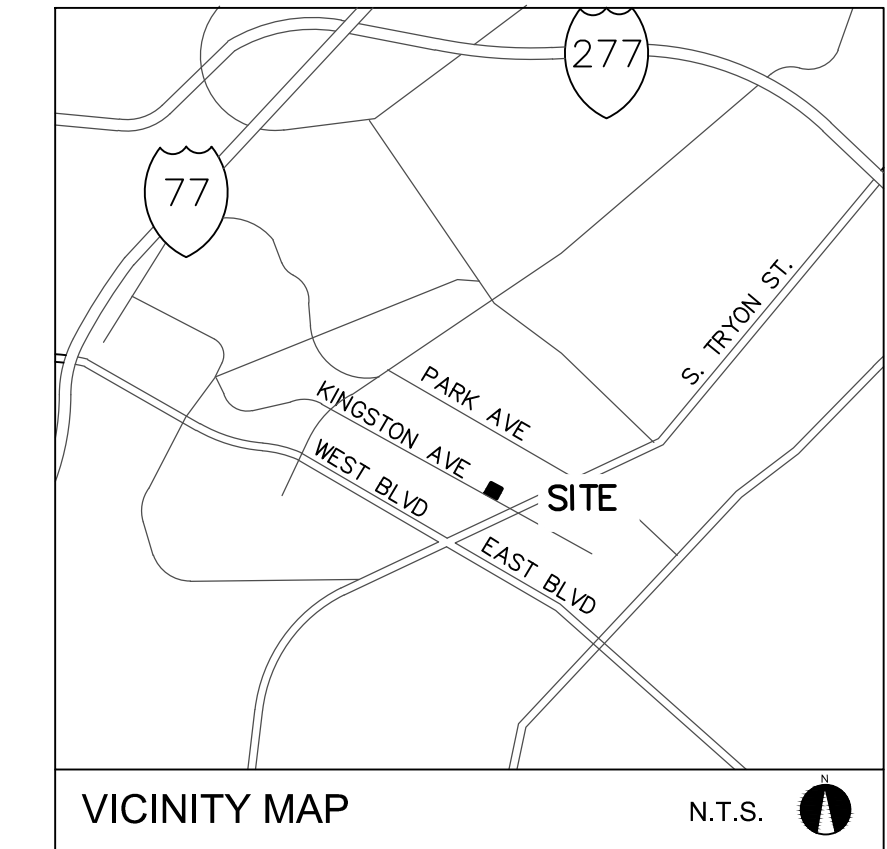 277
77
S. TRYON ST.
PARK AVE
KINGSTON AVE
WEST BLVD
SITE
EAST BLVD
VICINITY MAP
N.T.S.
N